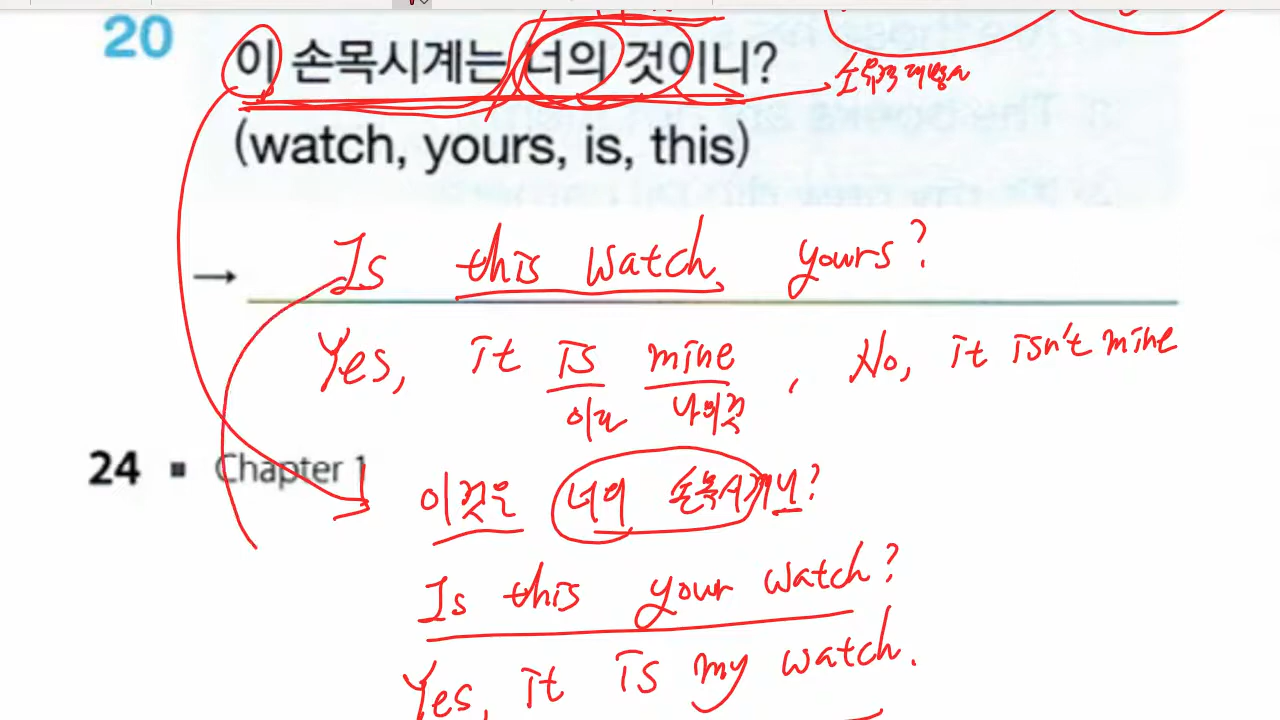 20 이 손목시계는 너의 것이니?
소유격 대명사
(watch, yours, is, this)
→ Is this watch yours?
Yes, it is mine, No, it isn't mine
이다 나의것
24 ■ Chapter 1
이것은 너의 손목시계니?
Is this your watch?
Yes, it is my watch.